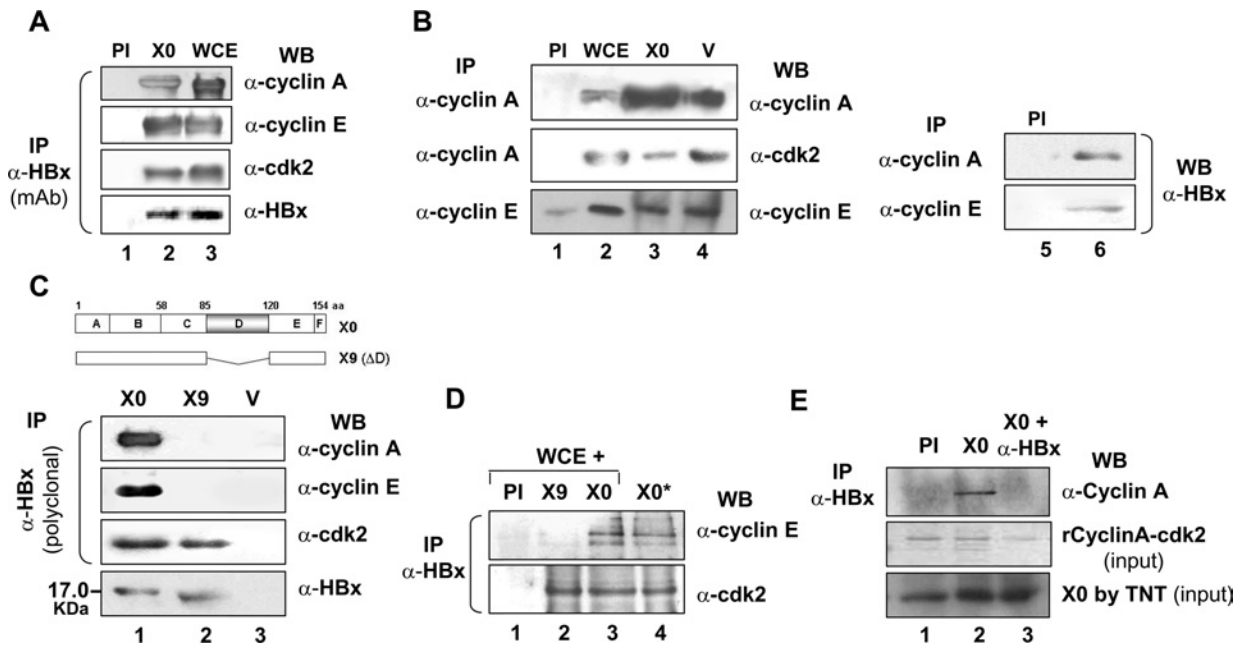 A
PI X0 WCE WB
α-cyclin A
α-cyclin E
IP
α-HBx
(mAb)
α-cdk2
α-HBx
1 2 3
B
IP PI WCE X0 V WB
α-cyclin A α-cyclin A
α-cyclin A α-cdk2
α-cyclin E α-cyclin E
1 2 3 4
IP PI
α-cyclin A
α-cyclin E
WB
α-HBx
5 6
C
1 58 85 120 154 aa
A B C D E F X0
X9 (ΔD)
X0 X9 V
IP WB
α-HBx
(polyclonal)
α-cyclin A
α-cyclin E
α-cdk2
17.0
KDa
α-HBx
1 2 3
D
WCE +
PI X9 X0 X0* WB
α-cyclin E
IP
α-HBx
α-cdk2
1 2 3 4
E
PI X0 X0 +
α-HBx
IP
α-HBx
WB
α-Cyclin A
rCyclinA-cdk2
(input)
X0 by TNT (input)
1 2 3